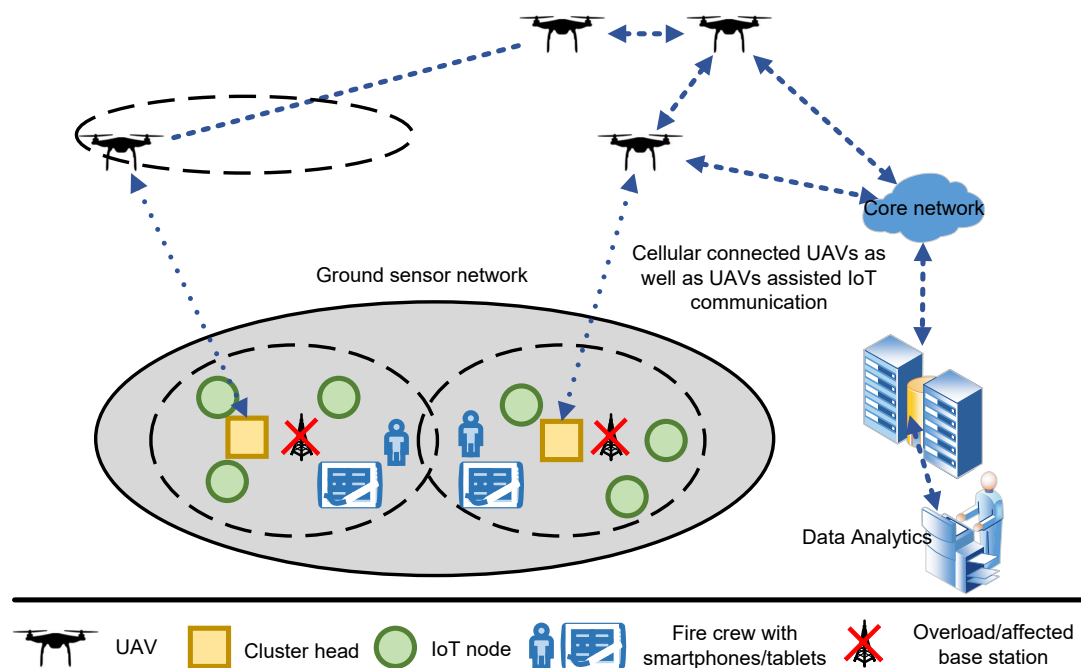 Core network
Cellular connected UAVs as
well as UAVs assisted IoT
communication
Ground sensor network
Data Analytics
UAV
Cluster head
IoT node
Fire crew with
smartphones/tablets
Overload/affected
base station